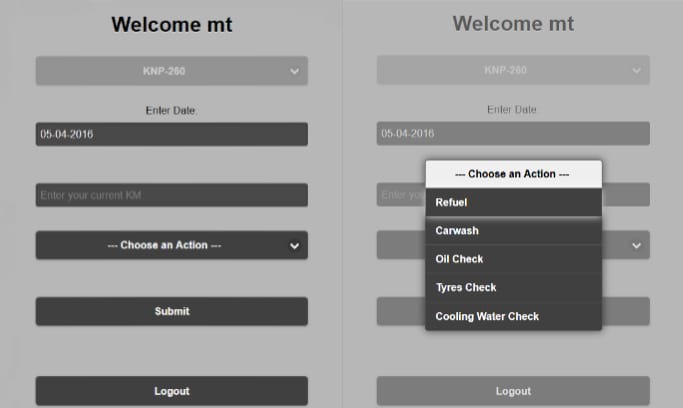 Welcome mt
KNP-260
Enter Date:
05-04-2016
Enter your current KM
--- Choose an Action ---
Submit
Logout
Welcome mt
KNP-260
Enter Date:
05-04-2016
Enter
--- Choose an Action ---
Refuel
Carwash
Oil Check
Tyres Check
Cooling Water Check
Logout